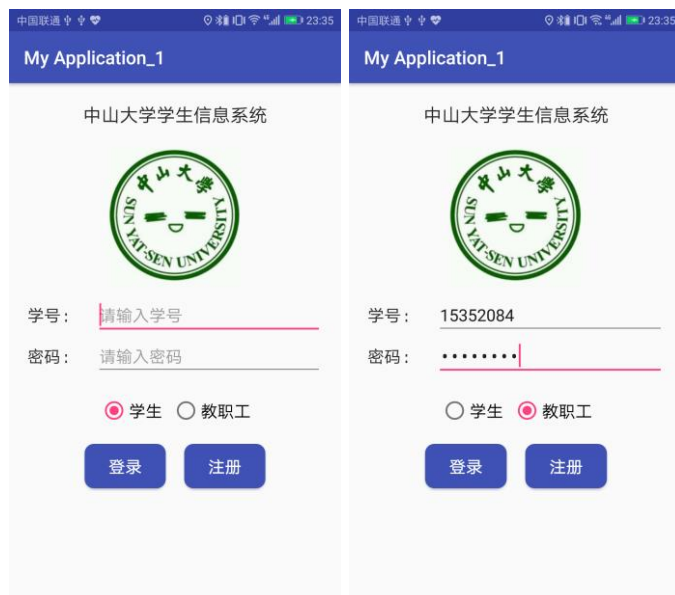 中国联通 23:35
My Application_1
中山大学学生信息系统
中山大学
SUN YAT-SEN UNIVERSITY
学号: 请输入学号
密码: 请输入密码
学生 教职工
登录 注册
中国联通 23:35
My Application_1
中山大学学生信息系统
中山大学
SUN YAT-SEN UNIVERSITY
学号: 15352084
密码: ········
学生 教职工
登录 注册